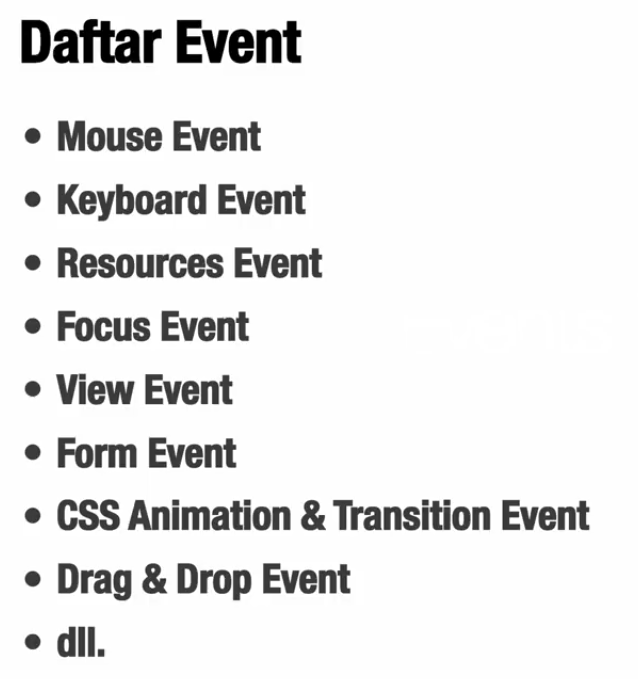 Daftar Event
• Mouse Event
• Keyboard Event
• Resources Event
• Focus Event
• View Event
• Form Event
• CSS Animation & Transition Event
• Drag & Drop Event
• dll.